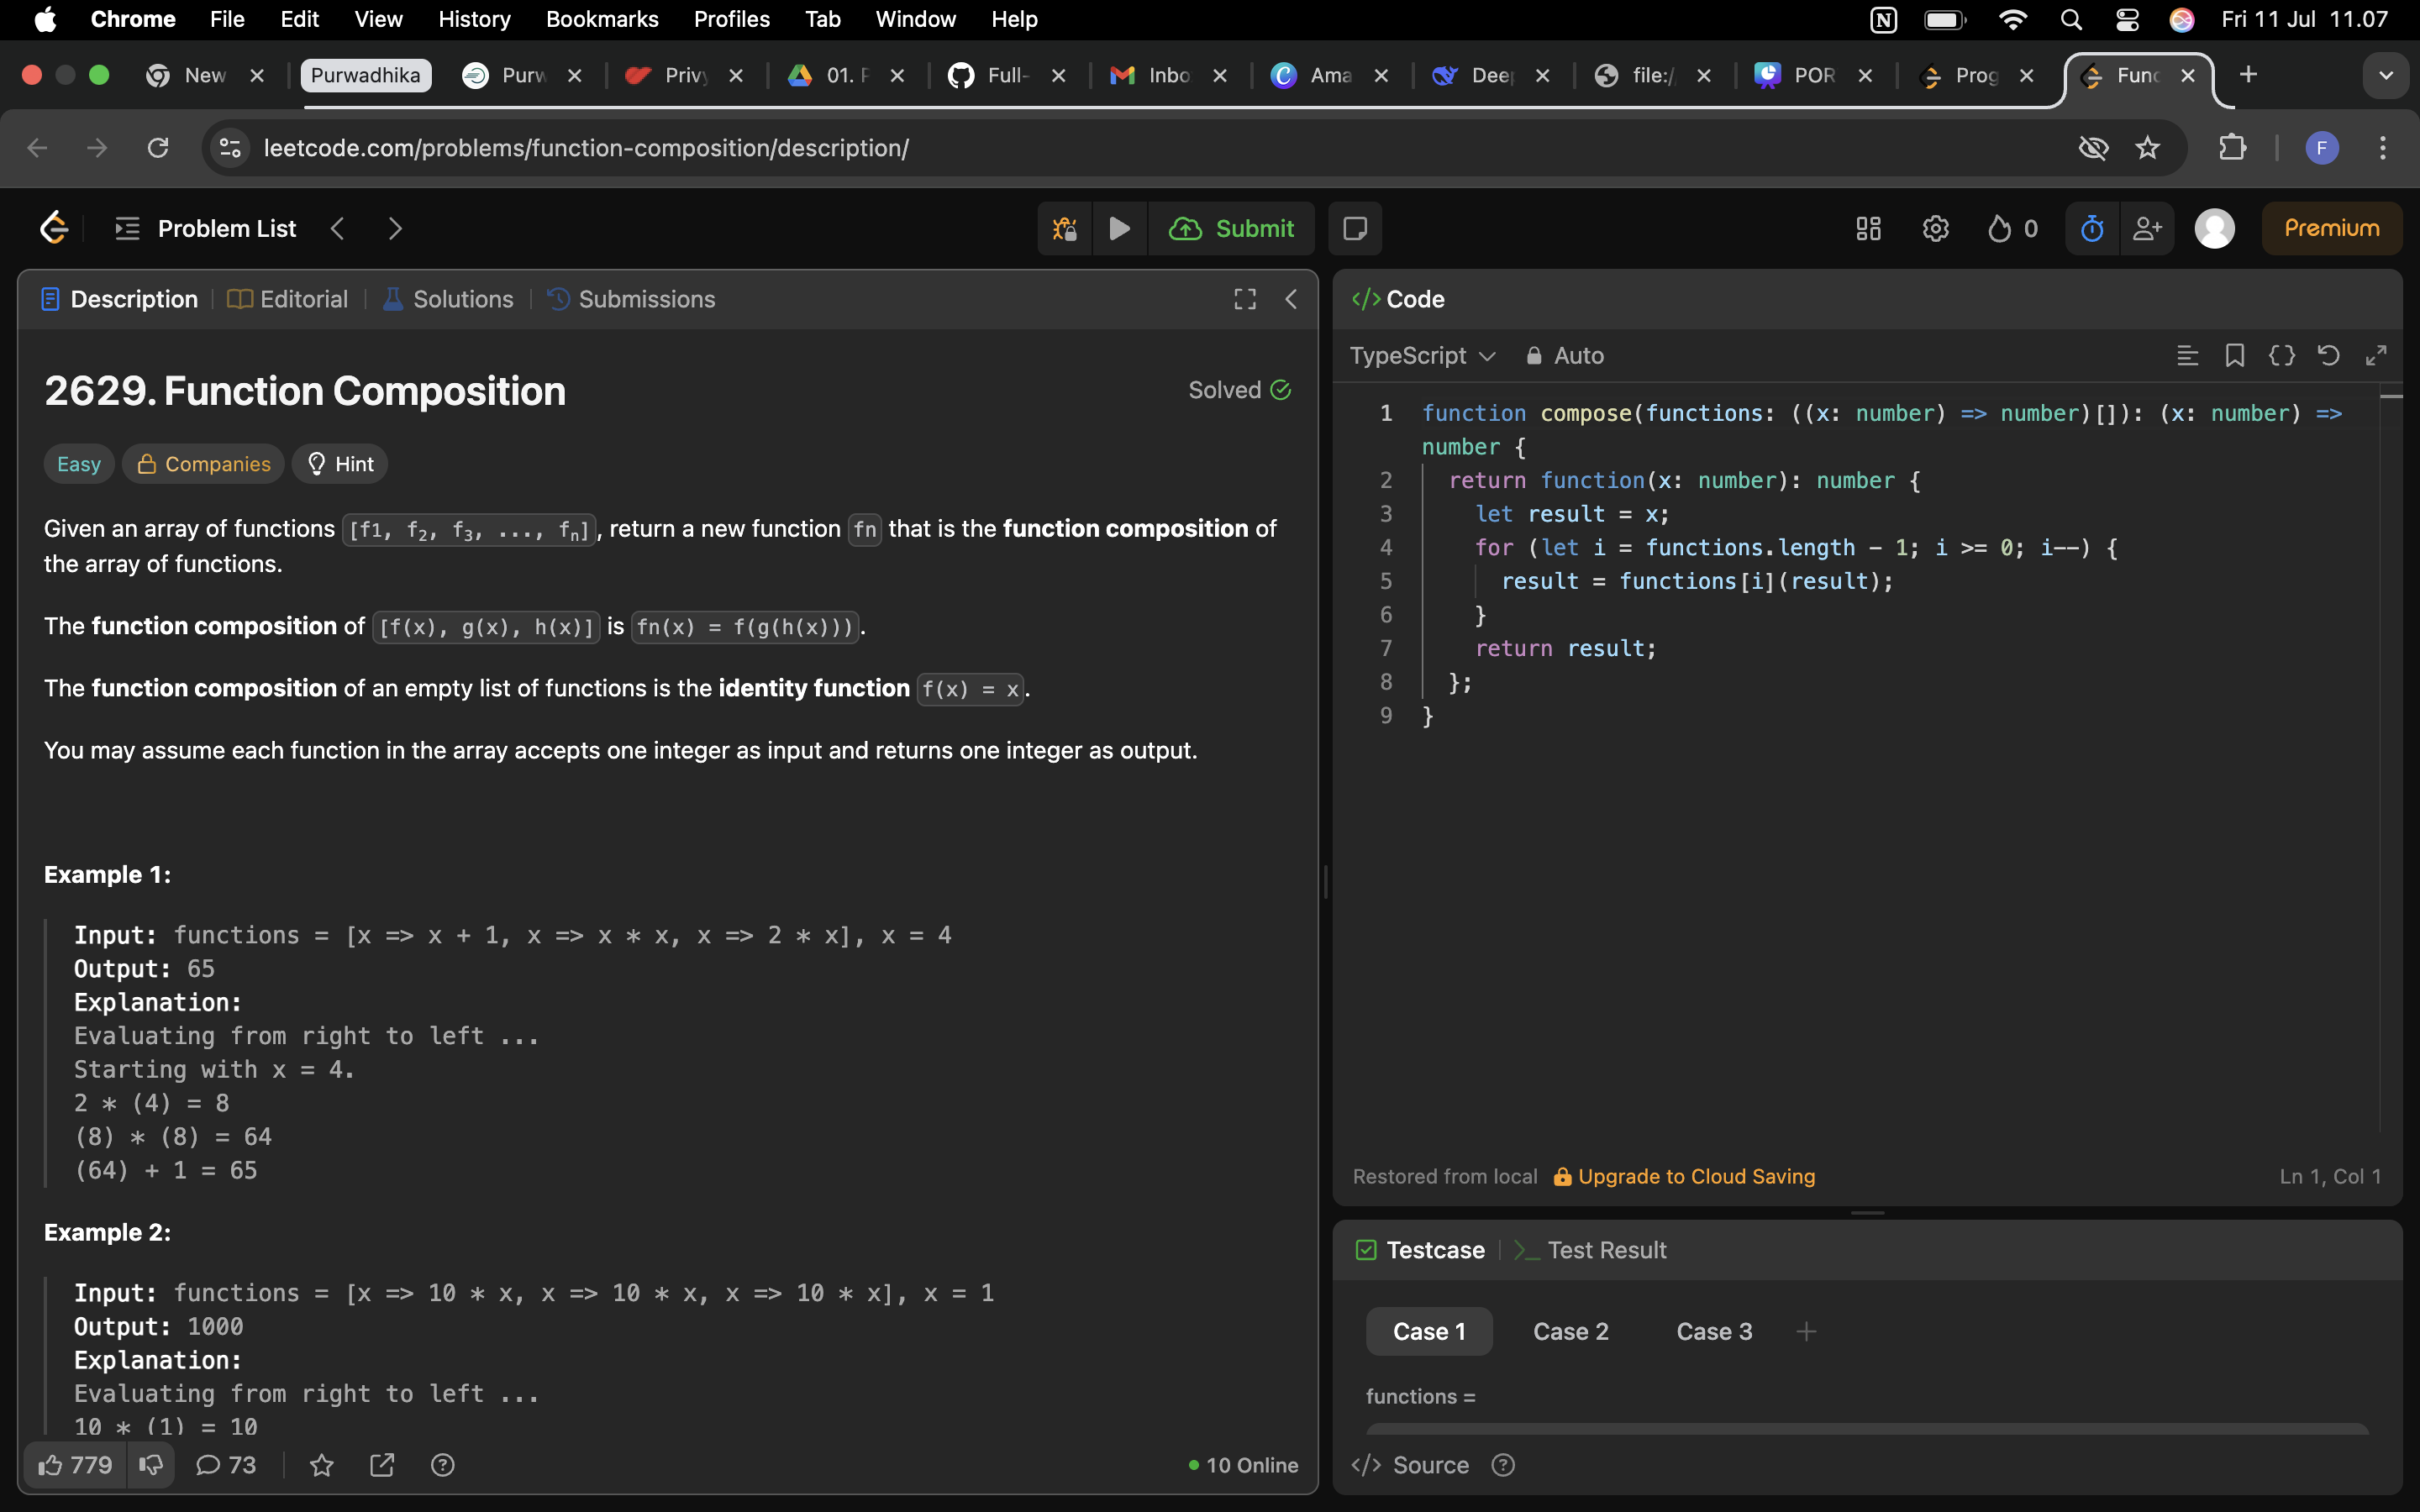 Chrome File Edit View History Bookmarks Profiles Tab Window Help Fri 11 Jul 11.07
New Purwadhika Purw Privy 01. F Full- Inbo Ama Deep file:/ POR Prog Func
leetcode.com/problems/function-composition/description/ F
Problem List Submit 0 Premium
Description Editorial Solutions Submissions
2629. Function Composition
Solved
Easy Companies Hint
Given an array of functions [f1, f2, f3, ..., fn], return a new function fn that is the function composition of
the array of functions.
The function composition of [f(x), g(x), h(x)] is fn(x) = f(g(h(x))).
The function composition of an empty list of functions is the identity function f(x) = x.
You may assume each function in the array accepts one integer as input and returns one integer as output.
Example 1:
Input: functions = [x => x + 1, x => x * x, x => 2 * x], x = 4
Output: 65
Explanation:
Evaluating from right to left ...
Starting with x = 4.
2 * (4) = 8
(8) * (8) = 64
(64) + 1 = 65
Example 2:
Input: functions = [x => 10 * x, x => 10 * x, x => 10 * x], x = 1
Output: 1000
Explanation:
Evaluating from right to left ...
10 * (1) = 10
779 73 10 Online
Code
TypeScript Auto
1 function compose(functions: ((x: number) => number)[]): (x: number) =>
number {
2 return function(x: number): number {
3 let result = x;
4 for (let i = functions.length - 1; i >= 0; i--) {
5 result = functions[i](result);
6 }
7 return result;
8 };
9 }
Restored from local Upgrade to Cloud Saving Ln 1, Col 1
Testcase Test Result
Case 1 Case 2 Case 3
functions =
Source